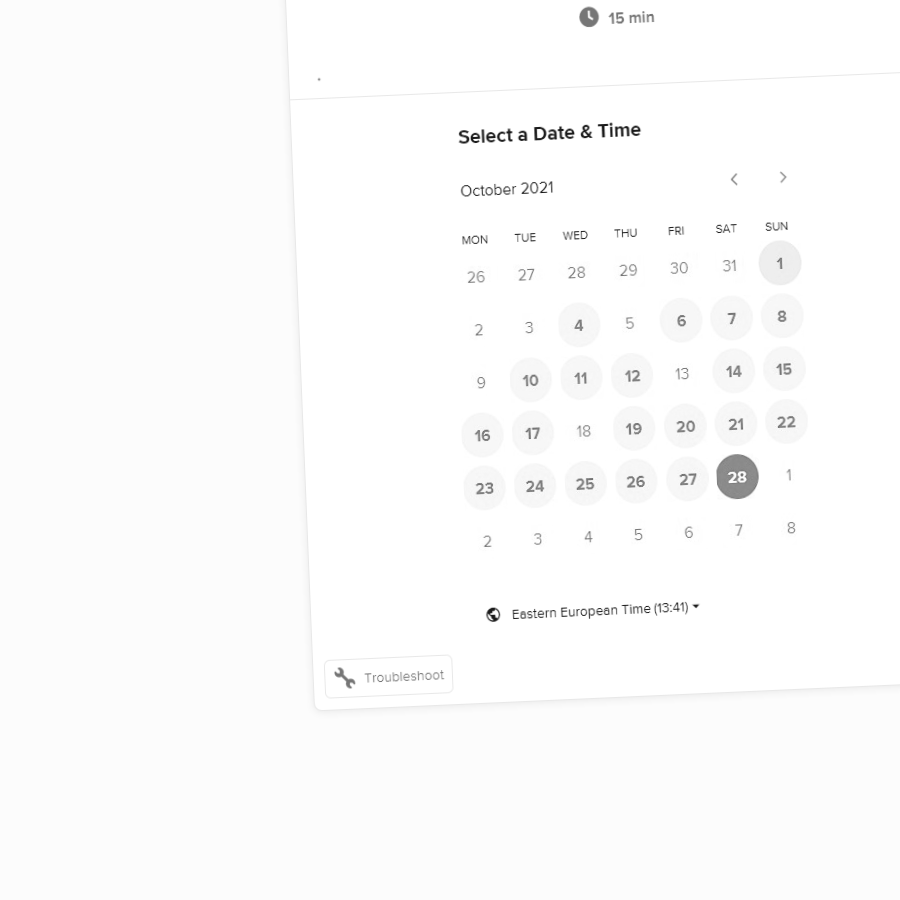 15 min
.
Select a Date & Time
October 2021
MON TUE WED THU FRI SAT SUN
26 27 28 29 30 31 1
2 3 4 5 6 7 8
9 10 11 12 13 14 15
16 17 18 19 20 21 22
23 24 25 26 27 28 1
2 3 4 5 6 7 8
Eastern European Time (13:41)
Troubleshoot